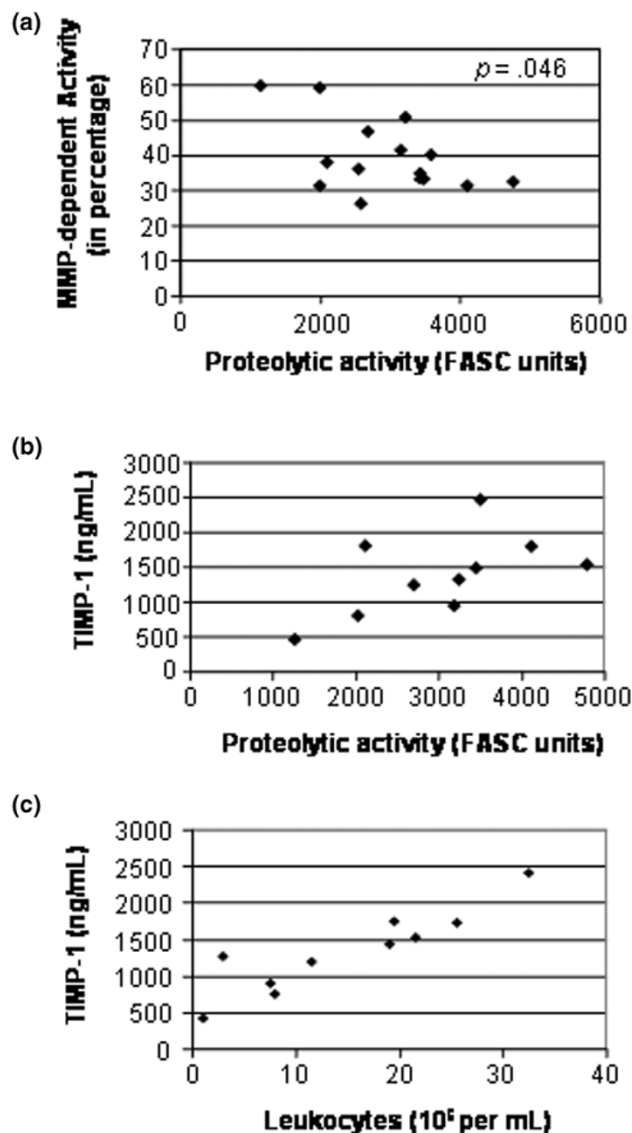 (a)
70
60
50
40
30
20
10
0
p = .046
MMP-dependent Activity
(in percentage)
0 2000 4000 6000
Proteolytic activity (FASC units)
(b)
3000
2500
2000
1500
1000
500
0
TIMP-1 (ng/mL)
0 1000 2000 3000 4000 5000
Proteolytic activity (FASC units)
(c)
3000
2500
2000
1500
1000
500
0
TIMP-1 (ng/mL)
0 10 20 30 40
Leukocytes (10 per mL)